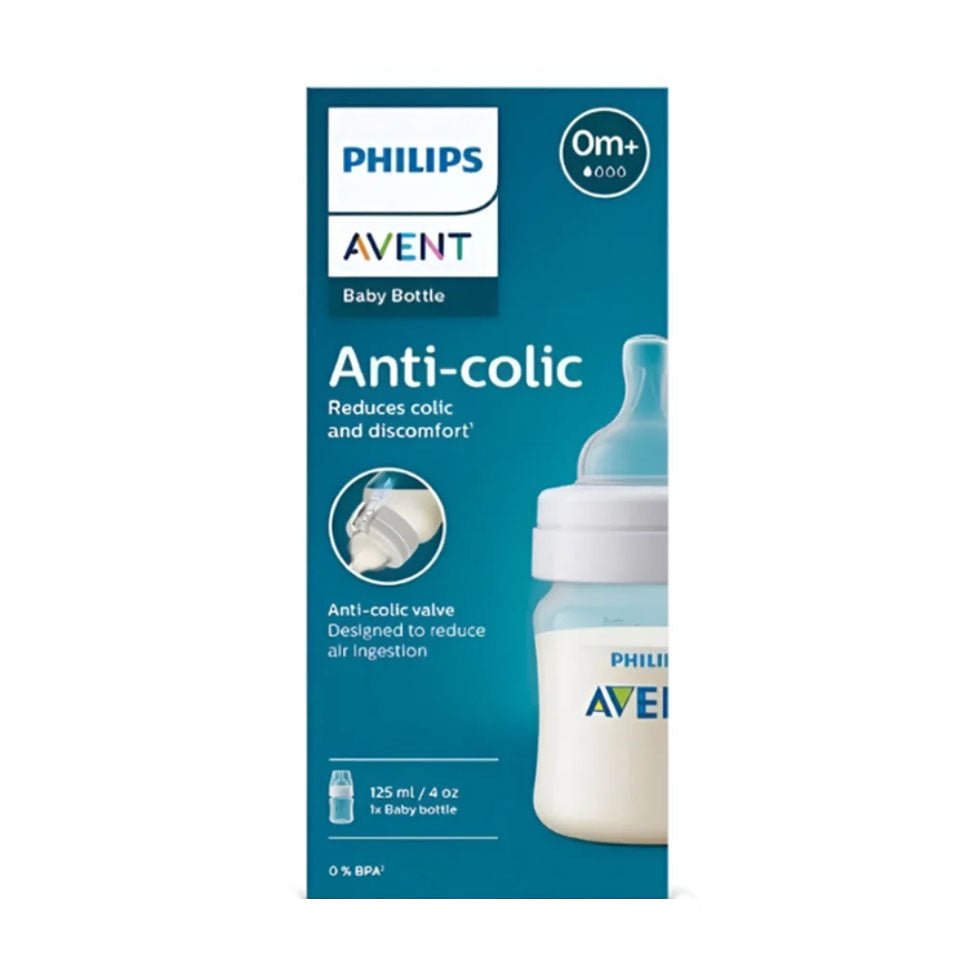 PHILIPS
AVENT
Baby Bottle
0m+
Anti-colic
Reduces colic
and discomfort¹
Anti-colic valve
Designed to reduce
air ingestion
125 ml / 4 oz
1x Baby bottle
0 % BPA²
PHILI
AVE